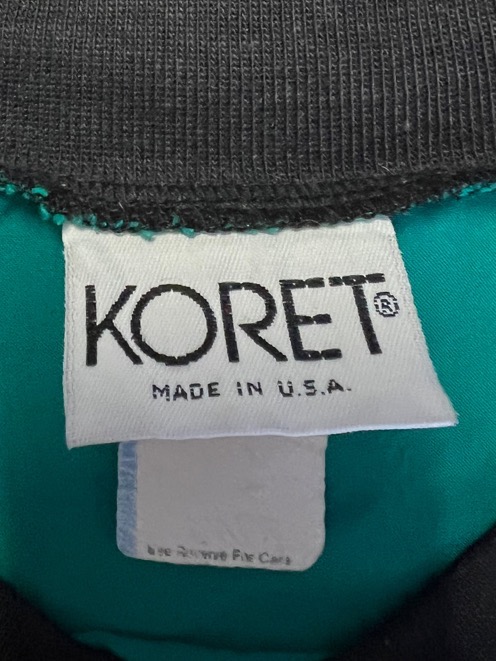 KORET®
MADE IN U.S.A.
See Reverse For Care